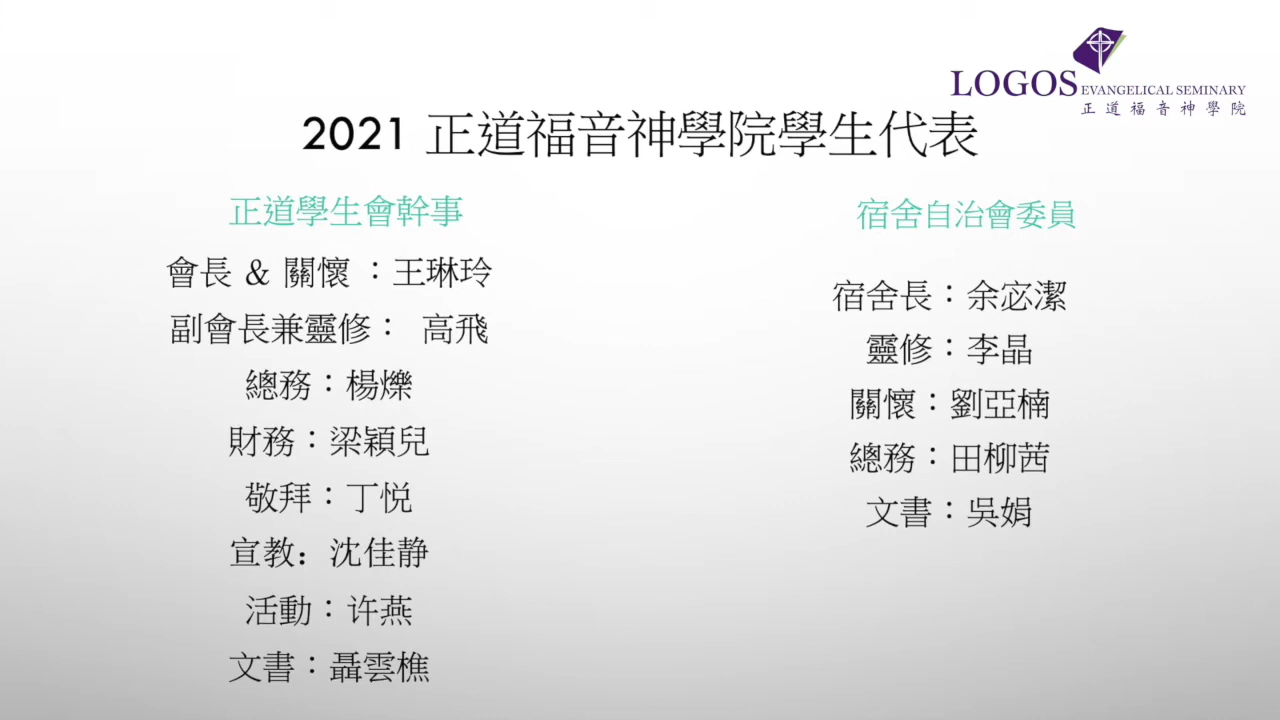 LOGOS EVANGELICAL SEMINARY
正道福音神學院
2021 正道福音神學院學生代表
正道學生會幹事
會長 & 關懷 ：王琳玲
副會長兼靈修： 高飛
總務：楊爍
財務：梁穎兒
敬拜：丁悦
宣教：沈佳静
活動：许燕
文書：聶雲樵
宿舍自治會委員
宿舍長：余宓潔
靈修：李晶
關懷：劉亞楠
總務：田柳茜
文書：吳娟